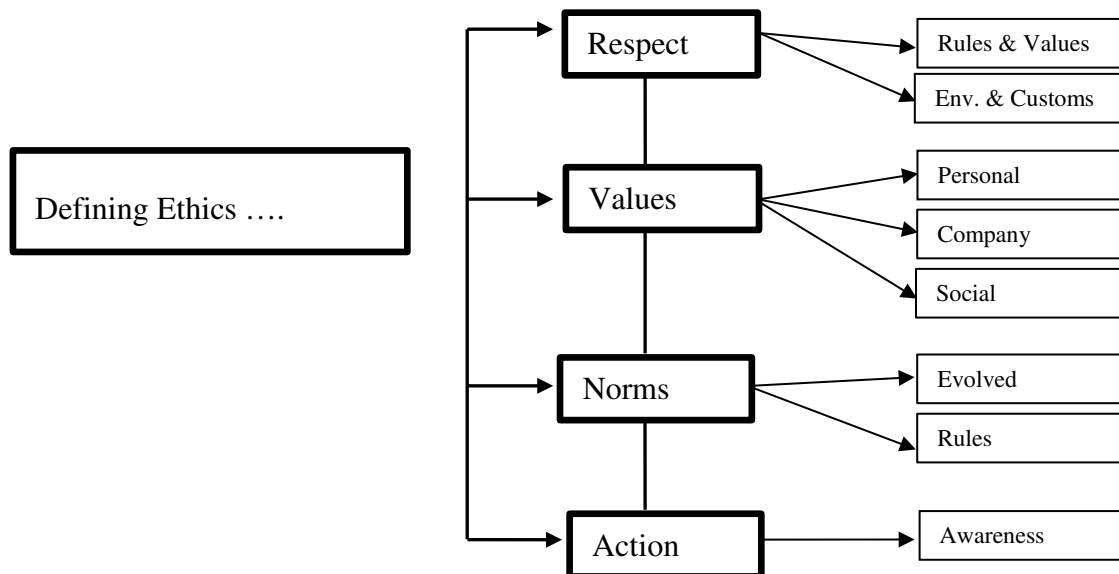 Defining Ethics ….
Respect
Rules & Values
Env. & Customs
Values
Personal
Company
Social
Norms
Evolved
Rules
Action
Awareness